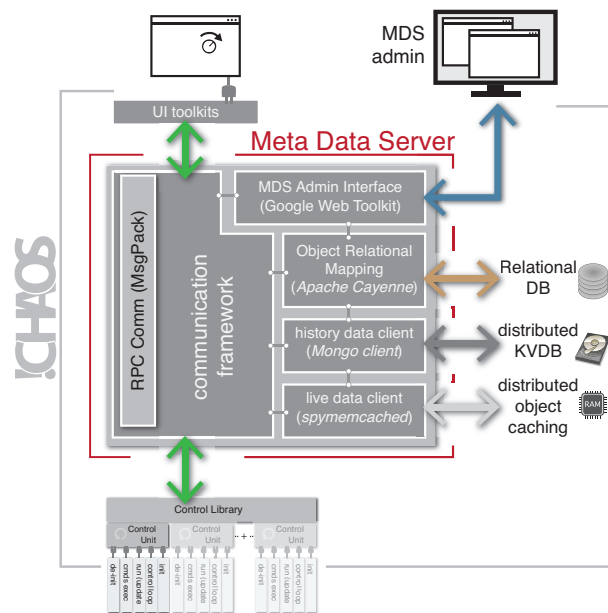 MDS
admin
UI toolkits
Meta Data Server
MDS Admin Interface
(Google Web Toolkit)
RPC Comm (MsgPack)
communication
framework
Object Relational
Mapping
(Apache Cayenne)
Relational
DB
!CHAOS
history data client
(Mongo client)
distributed
KVDB
live data client
(spymemcached)
distributed
object
caching
RAM
Control Library
Control
Unit
Control
Unit
·· + ··
Control
Unit
de-init
cmds exec
run (update
control loop
init
de-init
cmds exec
run (update
control loop
init
de-init
cmds exec
run (update
control loop
init